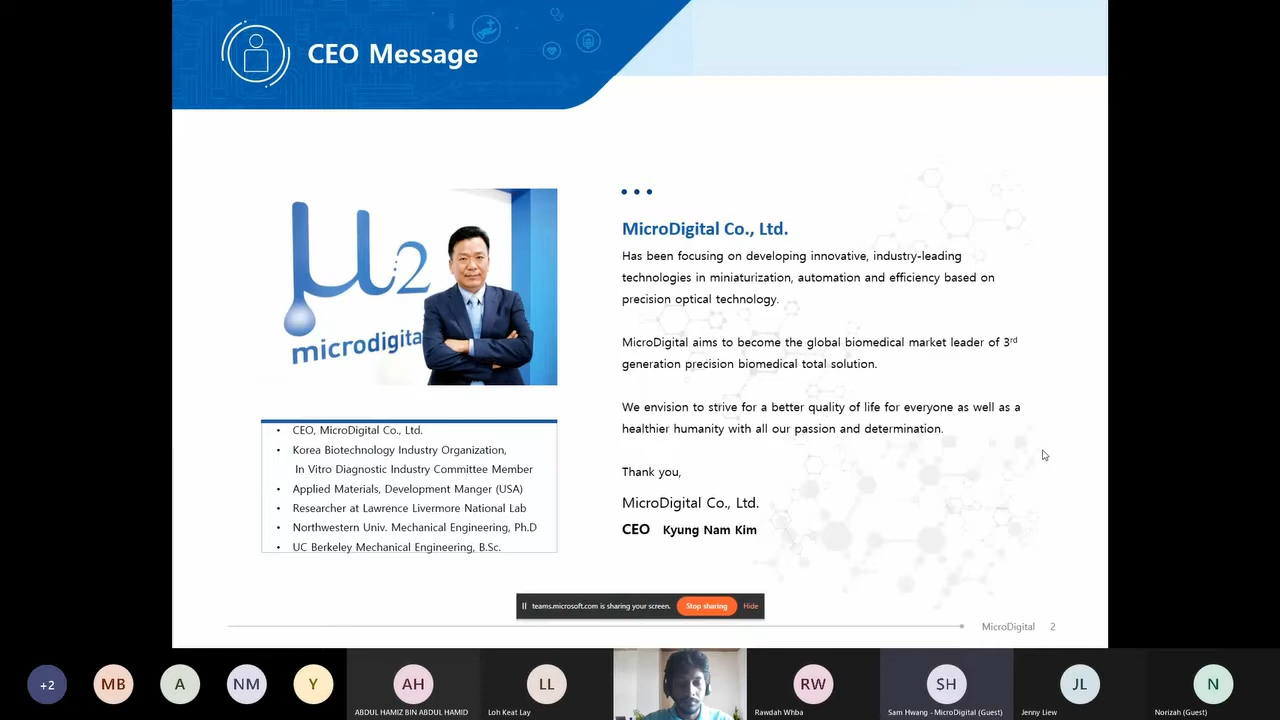 CEO Message
μ2
microdigita
MicroDigital Co., Ltd.
Has been focusing on developing innovative, industry-leading
technologies in miniaturization, automation and efficiency based on
precision optical technology.
MicroDigital aims to become the global biomedical market leader of 3rd
generation precision biomedical total solution.
We envision to strive for a better quality of life for everyone as well as a
healthier humanity with all our passion and determination.
Thank you,
MicroDigital Co., Ltd.
CEO Kyung Nam Kim
• CEO, MicroDigital Co., Ltd.
• Korea Biotechnology Industry Organization,
In Vitro Diagnostic Industry Committee Member
• Applied Materials, Development Manger (USA)
• Researcher at Lawrence Livermore National Lab
• Northwestern Univ. Mechanical Engineering, Ph.D
• UC Berkeley Mechanical Engineering, B.Sc.
teams.microsoft.com is sharing your screen. Stop sharing Hide
MicroDigital 2
+2 MB A NM Y AH LL RW SH JL N
ABDUL HAMIZ BIN ABDUL HAMID Loh Keat Lay Rawdah Whba Sam Hwang - MicroDigital (Guest) Jenny Liew Norizah (Guest)